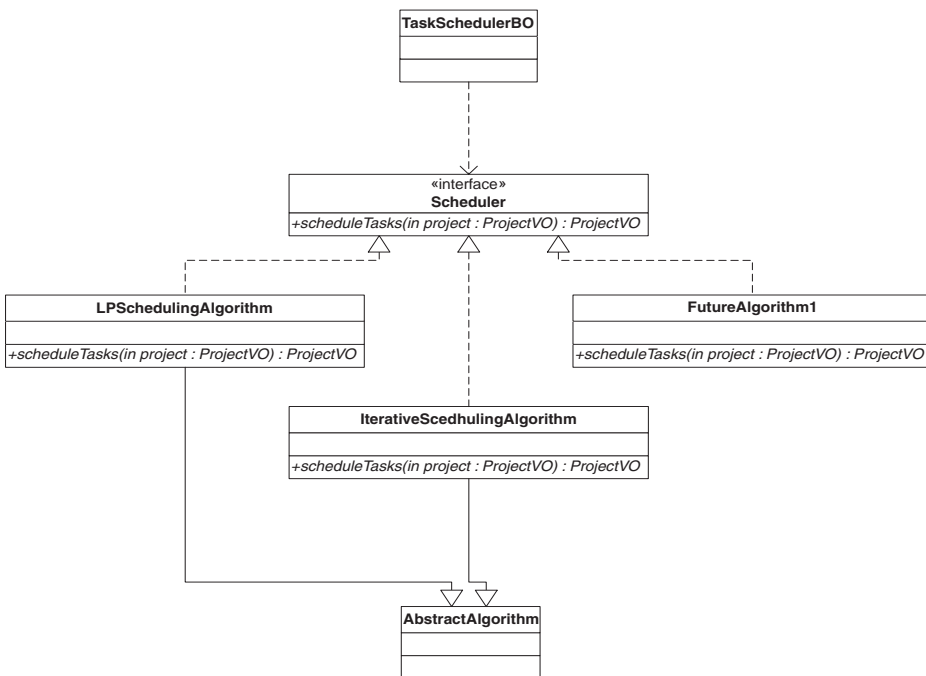 TaskSchedulerBO
«interface»
Scheduler
+scheduleTasks(in project : ProjectVO) : ProjectVO
LPSchedulingAlgorithm
+scheduleTasks(in project : ProjectVO) : ProjectVO
FutureAlgorithm1
+scheduleTasks(in project : ProjectVO) : ProjectVO
IterativeScedhulingAlgorithm
+scheduleTasks(in project : ProjectVO) : ProjectVO
AbstractAlgorithm